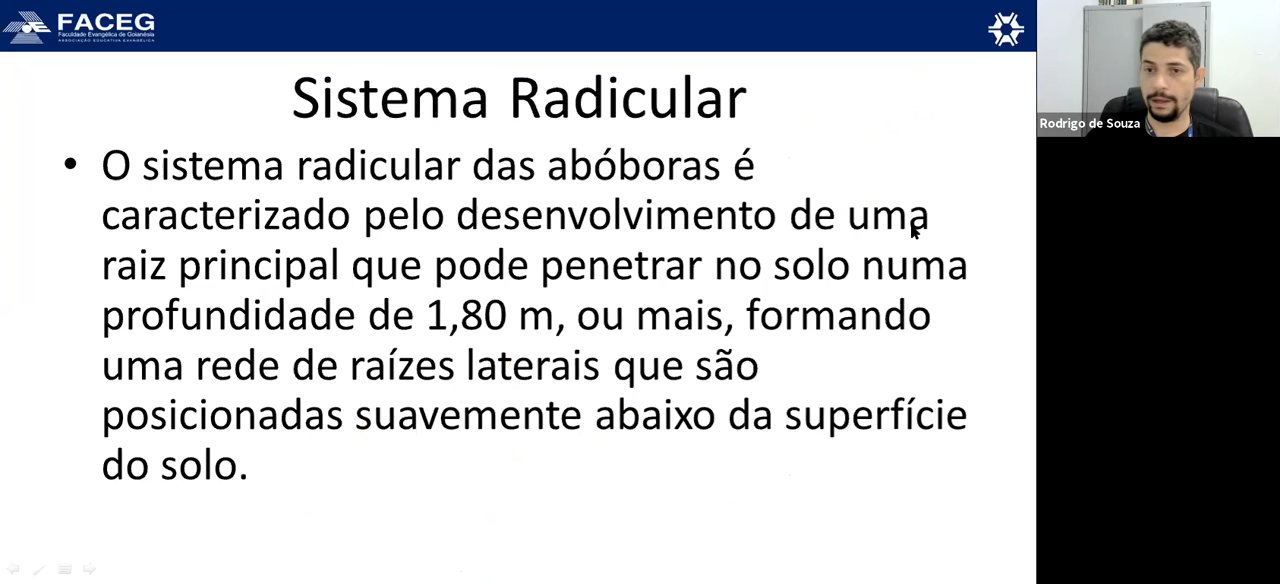 FACEG
Faculdade Evangélica de Goianésia
ASSOCIAÇÃO EDUCATIVA EVANGÉLICA
Sistema Radicular
• O sistema radicular das abóboras é
caracterizado pelo desenvolvimento de uma
raiz principal que pode penetrar no solo numa
profundidade de 1,80 m, ou mais, formando
uma rede de raízes laterais que são
posicionadas suavemente abaixo da superfície
do solo.
Rodrigo de Souza